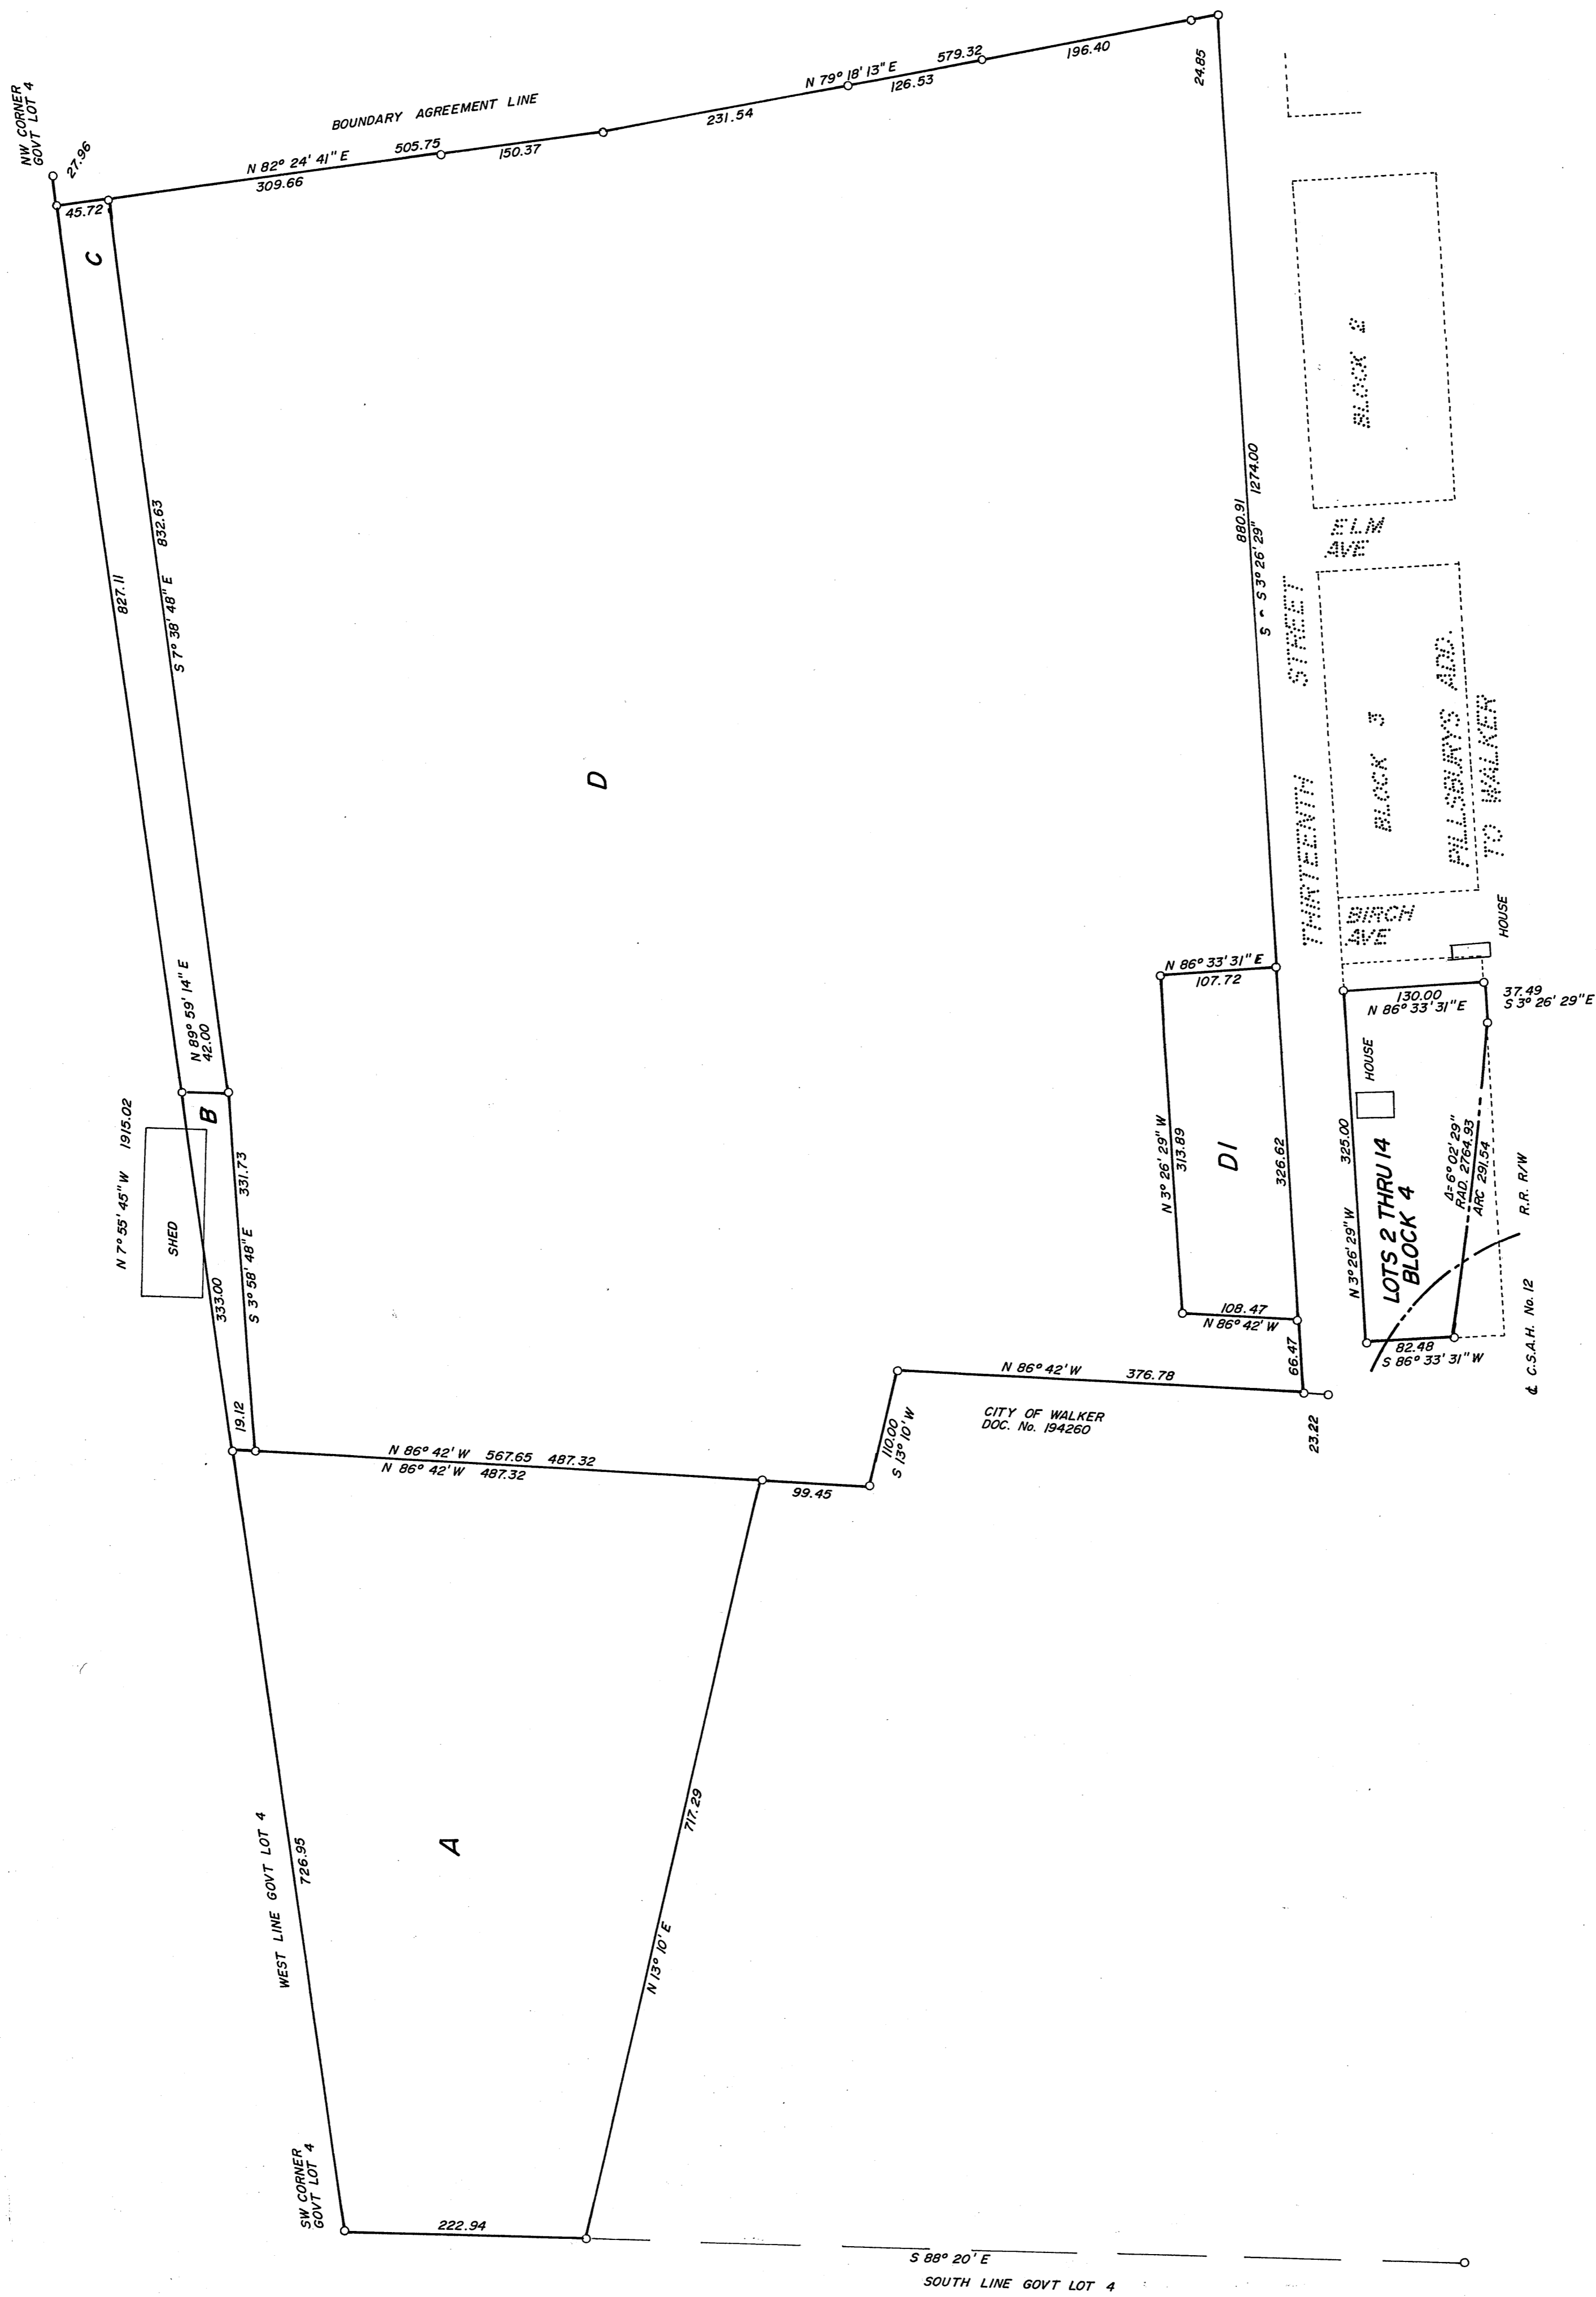 NW CORNER
GOVT LOT 4
27.96
45.72
BOUNDARY AGREEMENT LINE
N 82° 24' 41" E
505.75
309.66
150.37
231.54
N 79° 18' 13" E
579.32
126.53
196.40
24.85
C
827.11
832.63
S 7° 38' 48" E
D
880.91
1274.00
S 3° 26' 29"
BLOCK 2
ELM
AVE
THIRTEENTH STREET
BLOCK 3
PILLSBURYS ADD.
TO WALKER
BIRCH
AVE
HOUSE
N 89° 59' 14" E
42.00
B
N 7° 55' 45" W 1915.02
SHED
333.00
331.73
S 3° 58' 48" E
19.12
N 86° 33' 31" E
107.72
N 3° 26' 29" W
313.89
D1
326.62
108.47
N 86° 42' W
66.47
130.00
N 86° 33' 31" E
37.49
S 3° 26' 29" E
HOUSE
325.00
N 3° 26' 29" W
LOTS 2 THRU 14
BLOCK 4
Δ= 6° 02' 29"
RAD. 2764.93
ARC 291.54
R.R. R/W
82.48
S 86° 33' 31" W
℄ C.S.A.H. No. 12
N 86° 42' W 376.78
CITY OF WALKER
DOC. No. 194260
23.22
110.00
S 13° 10' W
N 86° 42' W 567.65 487.32
N 86° 42' W 487.32
99.45
WEST LINE GOVT LOT 4
726.95
A
717.29
N 13° 10' E
SW CORNER
GOVT LOT 4
222.94
S 88° 20' E
SOUTH LINE GOVT LOT 4